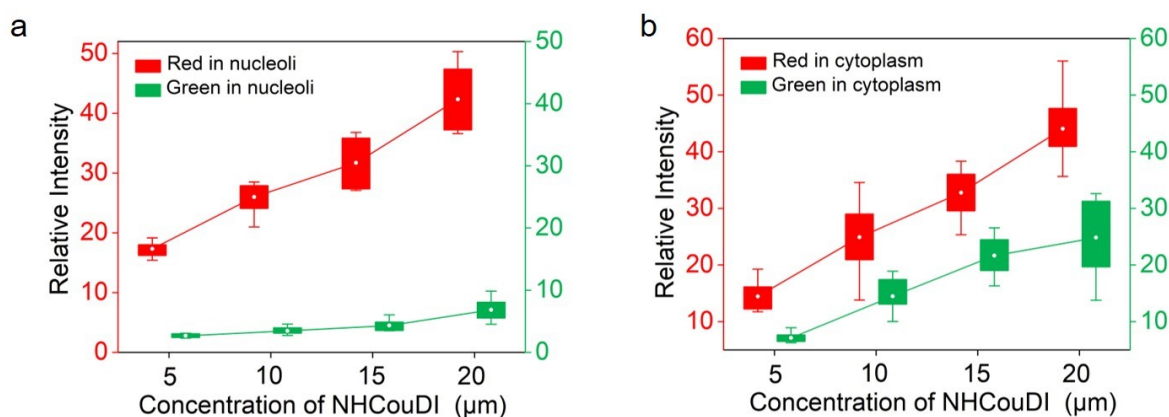 a
50
40
30
20
10
0
Relative Intensity
Red in nucleoli
Green in nucleoli
50
40
30
20
10
0
5 10 15 20
Concentration of NHCouDI (μm)
b
60
50
40
30
20
10
Relative Intensity
Red in cytoplasm
Green in cytoplasm
60
50
40
30
20
10
5 10 15 20
Concentration of NHCouDI (μm)